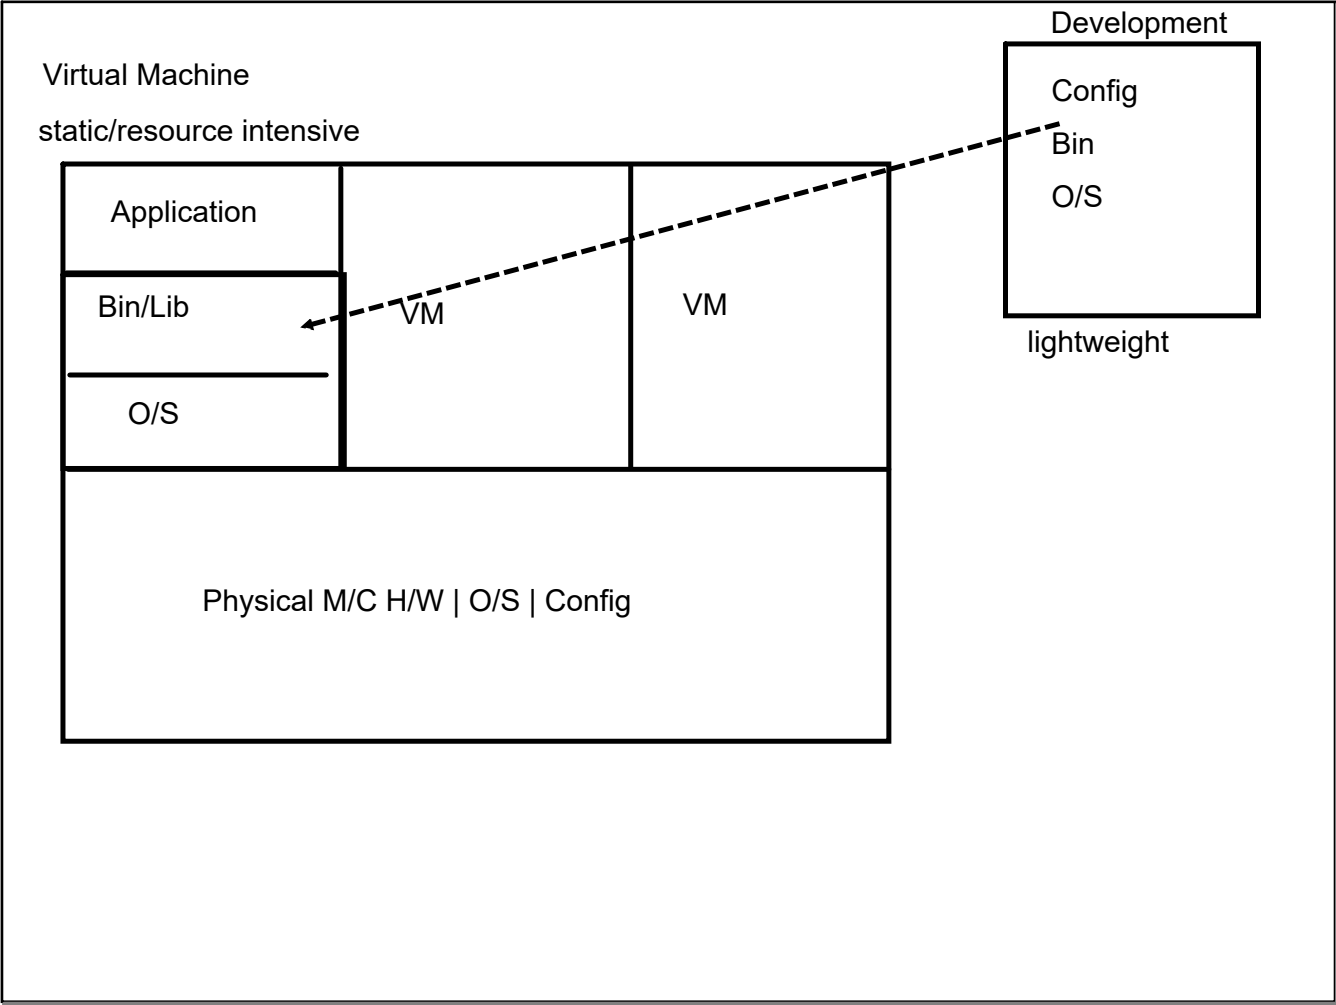 Development
Virtual Machine
static/resource intensive
Config
Bin
O/S
lightweight
Application
Bin/Lib
O/S
VM
VM
Physical M/C H/W | O/S | Config